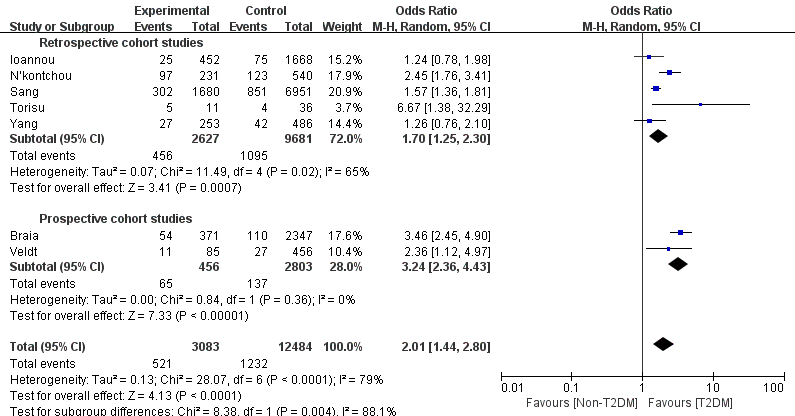 Experimental Control Odds Ratio Odds Ratio
Study or Subgroup Events Total Events Total Weight M-H, Random, 95% CI M-H, Random, 95% CI
Retrospective cohort studies
Ioannou 25 452 75 1668 15.2% 1.24 [0.78, 1.98]
N'kontchou 97 231 123 540 16.4% 2.45 [1.76, 3.41]
Sang 302 1680 851 6951 21.2% 1.57 [1.36, 1.81]
Torisu 5 11 4 36 3.7% 6.67 [1.38, 32.29]
Yang 27 253 42 486 14.4% 1.26 [0.76, 2.10]
Subtotal (95% CI) 2627 9681 72.0% 1.70 [1.25, 2.30]
Total events 456 1095
Heterogeneity: Tau² = 0.07; Chi² = 11.49, df = 4 (P = 0.02); I² = 65%
Test for overall effect: Z = 3.41 (P = 0.0007)
Prospective cohort studies
Braia 54 371 110 2347 17.6% 3.46 [2.45, 4.90]
Veldt 11 85 27 456 10.4% 2.36 [1.12, 4.97]
Subtotal (95% CI) 456 2803 28.0% 3.24 [2.36, 4.43]
Total events 65 137
Heterogeneity: Tau² = 0.00; Chi² = 0.84, df = 1 (P = 0.36); I² = 0%
Test for overall effect: Z = 7.33 (P < 0.00001)
Total (95% CI) 3083 12484 100.0% 2.01 [1.44, 2.80]
Total events 521 1232
Heterogeneity: Tau² = 0.13; Chi² = 28.07, df = 6 (P < 0.0001); I² = 79%
Test for overall effect: Z = 4.13 (P < 0.0001)
Test for subgroup differences: Chi² = 8.38, df = 1 (P = 0.004), I² = 88.1%
0.01 0.1 1 10 100
Favours [Non-T2DM] Favours [T2DM]